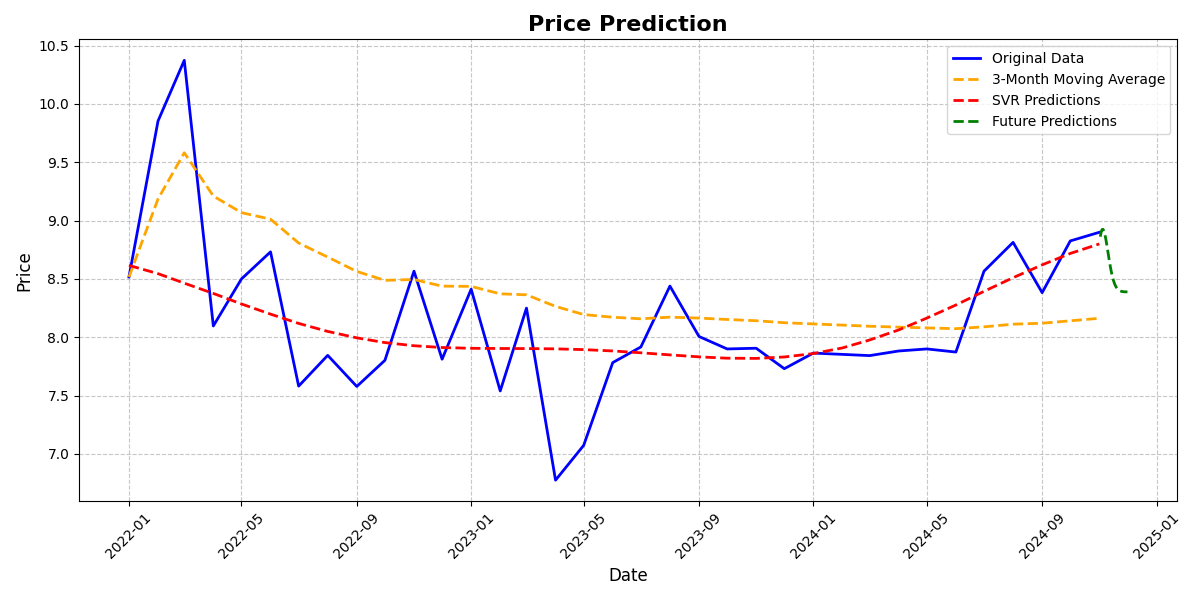 Price Prediction
Original Data
3-Month Moving Average
SVR Predictions
Future Predictions
Price
10.5
10.0
9.5
9.0
8.5
8.0
7.5
7.0
2022-01
2022-05
2022-09
2023-01
2023-05
2023-09
2024-01
2024-05
2024-09
2025-01
Date